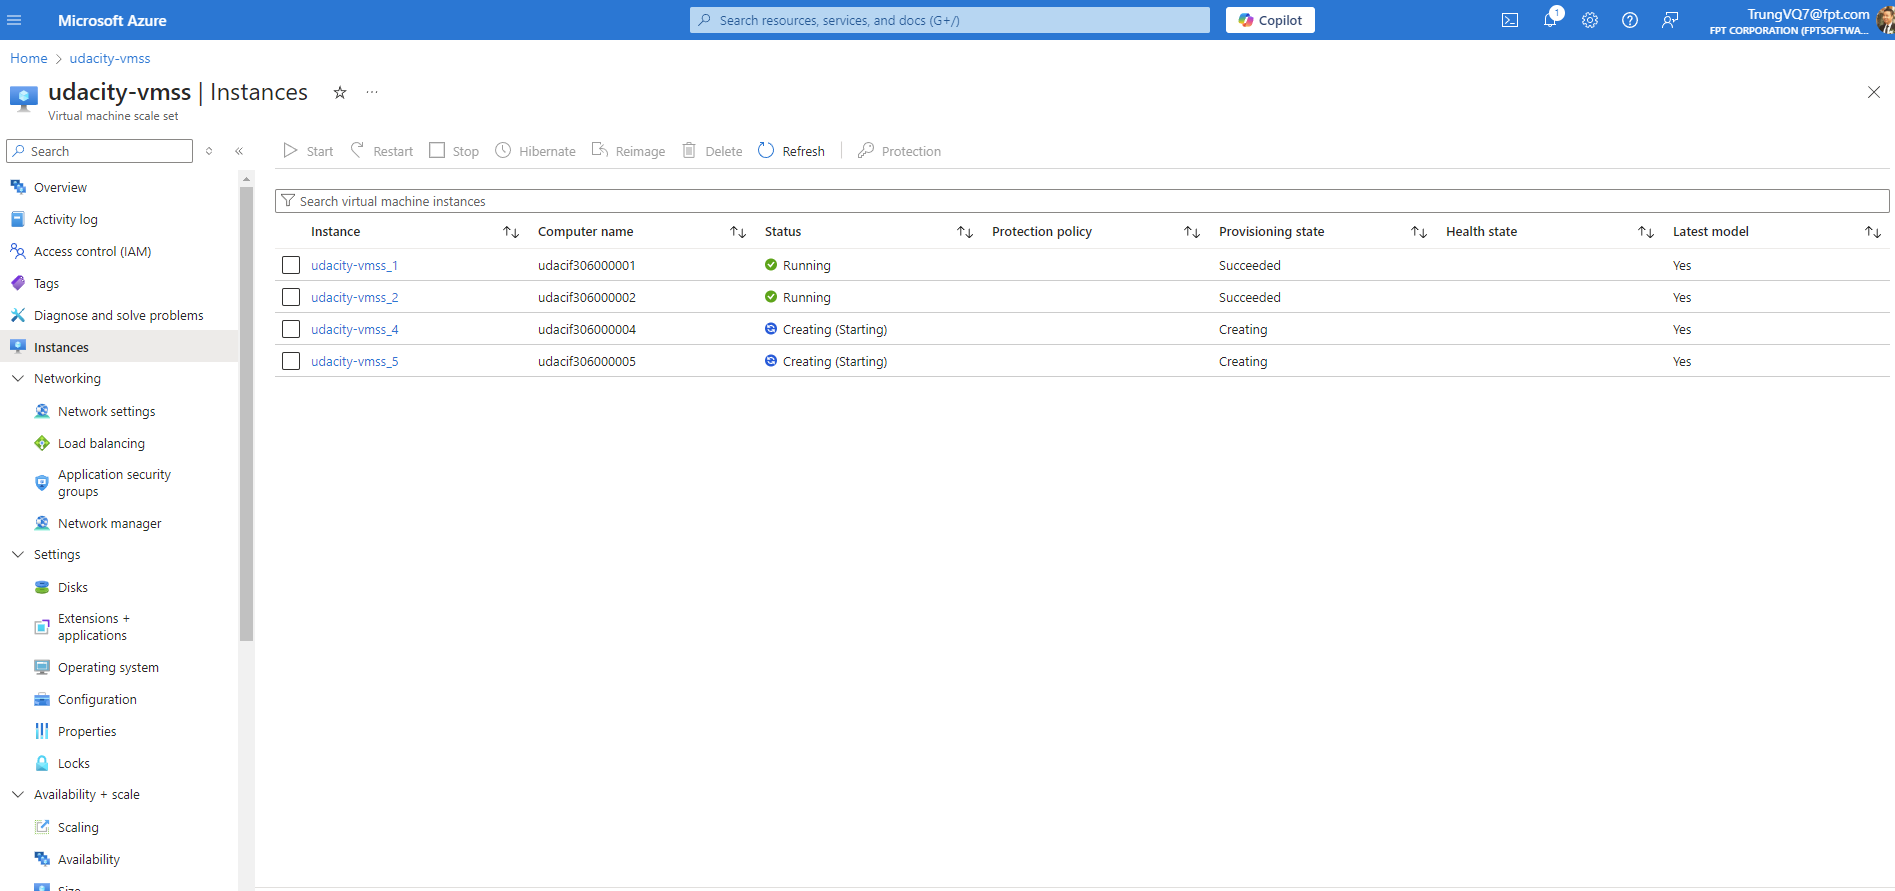 Microsoft Azure
Search resources, services, and docs (G+/)
Copilot
1
TrungVQ7@fpt.com
FPT CORPORATION (FPTSOFTWA...
Home > udacity-vmss
udacity-vmss | Instances
...
Virtual machine scale set
Search
«
Start
Restart
Stop
Hibernate
Reimage
Delete
Refresh
Protection
Overview
Activity log
Access control (IAM)
Tags
Diagnose and solve problems
Instances
Networking
Network settings
Load balancing
Application security
groups
Network manager
Settings
Disks
Extensions +
applications
Operating system
Configuration
Properties
Locks
Availability + scale
Scaling
Availability
Size
Search virtual machine instances
Instance Computer name Status Protection policy Provisioning state Health state Latest model
udacity-vmss_1 udacif306000001 Running Succeeded Yes
udacity-vmss_2 udacif306000002 Running Succeeded Yes
udacity-vmss_4 udacif306000004 Creating (Starting) Creating Yes
udacity-vmss_5 udacif306000005 Creating (Starting) Creating Yes